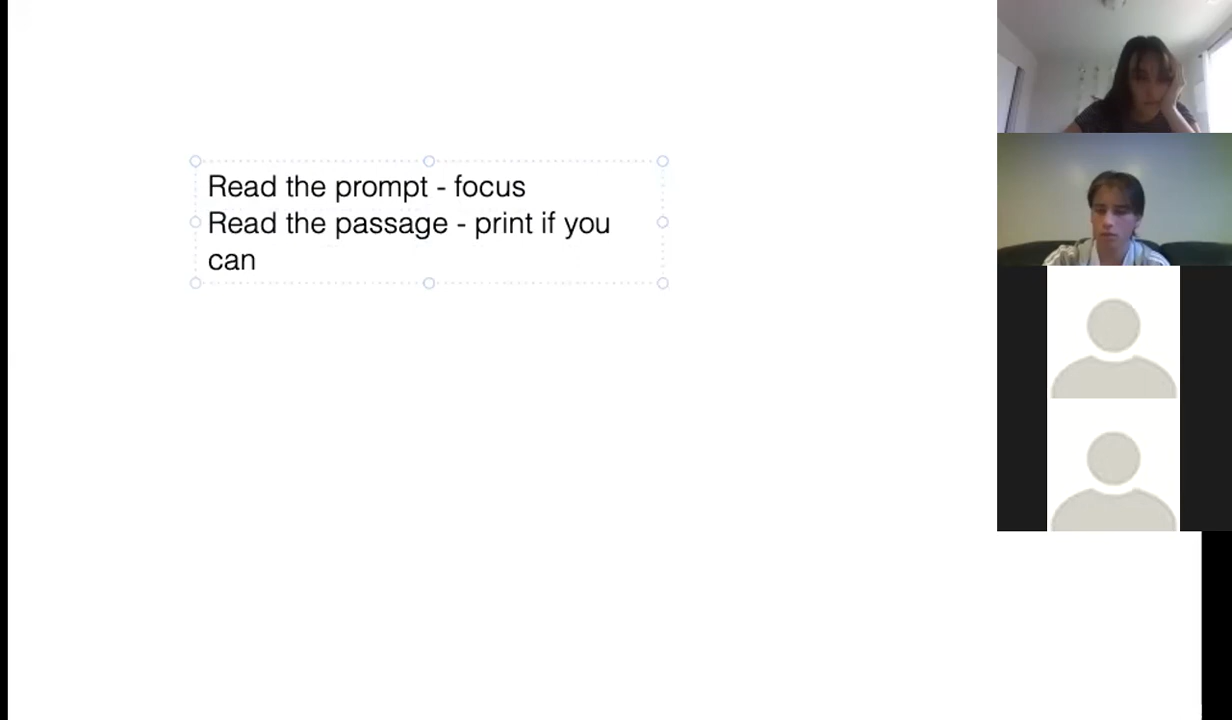 Read the prompt - focus
Read the passage - print if you
can